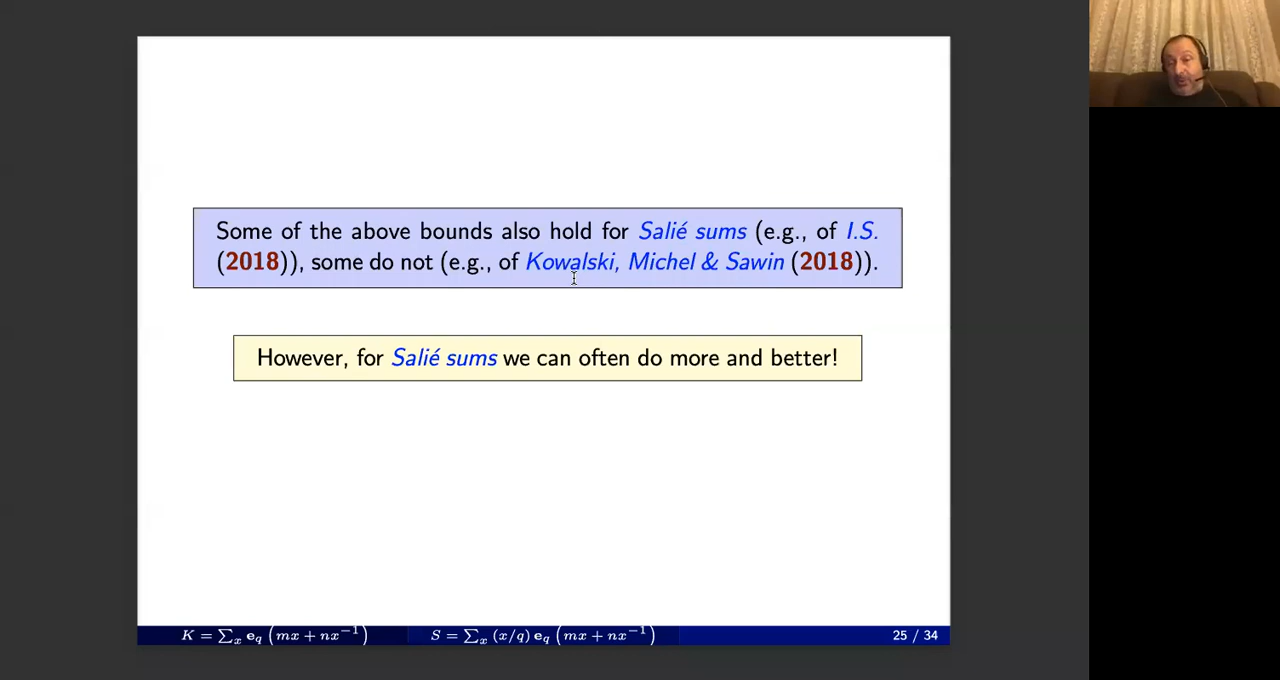 Some of the above bounds also hold for Salié sums (e.g., of I.S.
(2018)), some do not (e.g., of Kowalski, Michel & Sawin (2018)).
However, for Salié sums we can often do more and better!
K = ∑ₓ e_q (mx + nx⁻¹) S = ∑ₓ (x/q) e_q (mx + nx⁻¹) 25 / 34